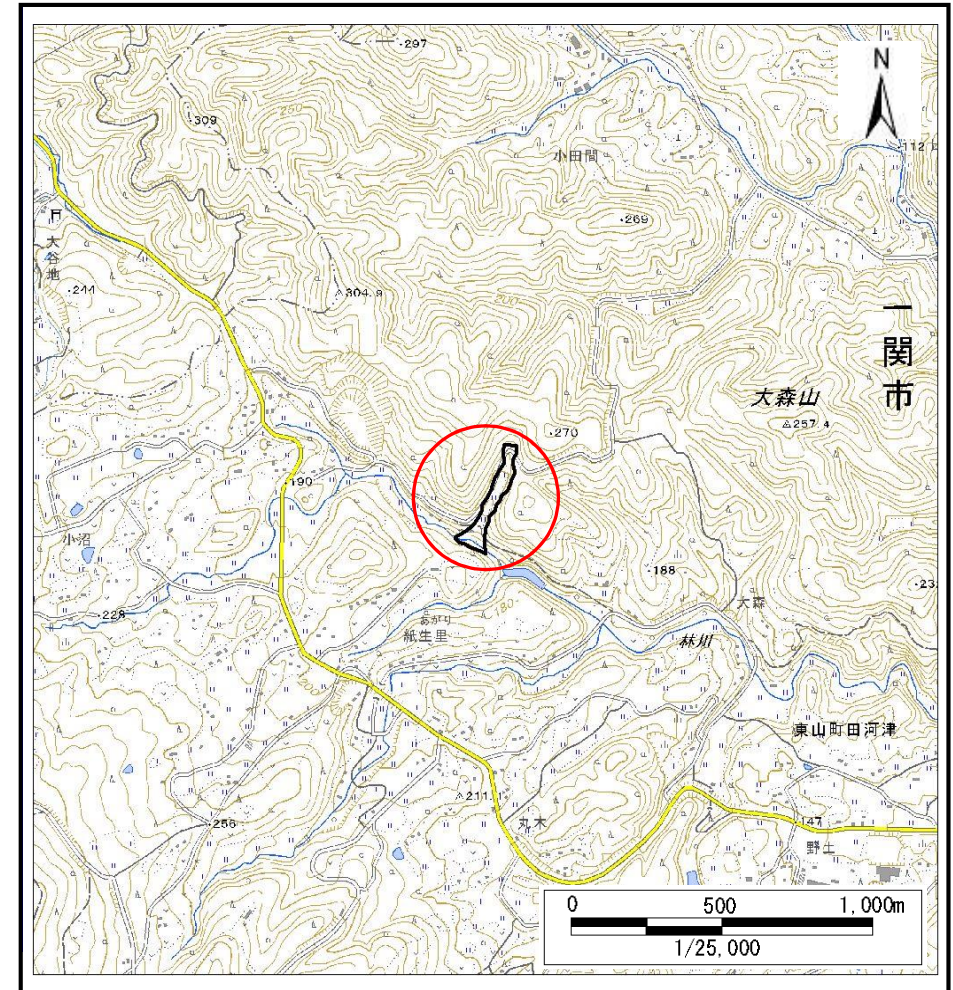 297
N
309
250
112
小田間
269
大谷地
244
304.9
200
一関市
大森山
257.4
270
190
小沼
188
大森
228
あがり
紙生里
180
林川
200
東山町田河津
211
256
丸木
147
野土
0 500 1,000m
1/25,000